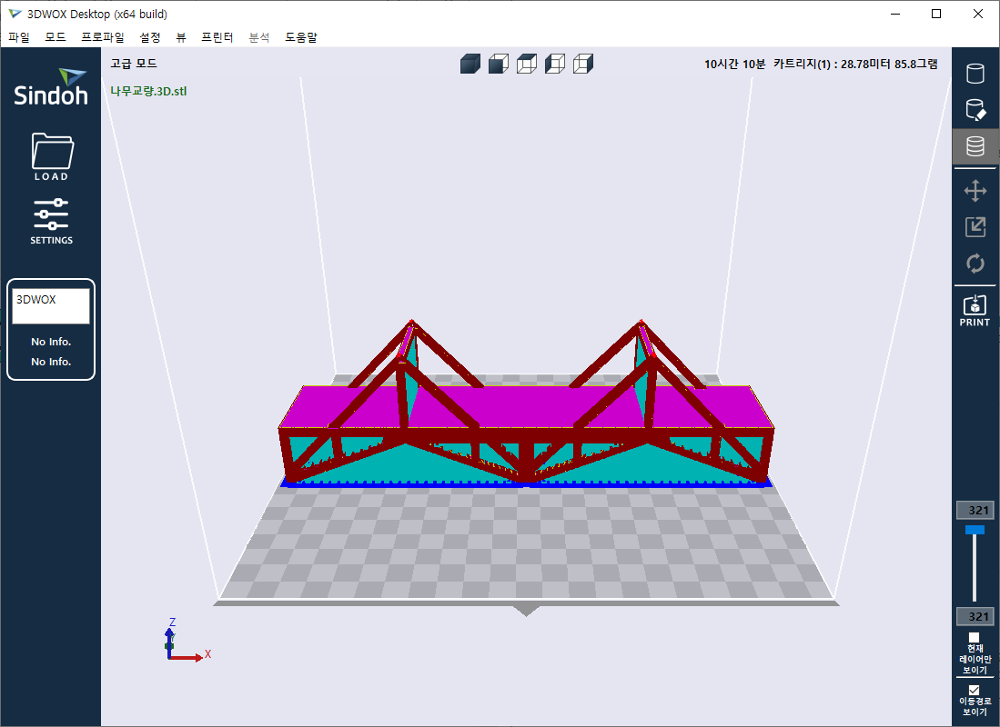 3DWOX Desktop (x64 build)
파일 모드 프로파일 설정 뷰 프린터 분석 도움말
Sindoh
LOAD
SETTINGS
3DWOX
No Info.
No Info.
고급 모드
10시간 10분 카트리지(1) : 28.78미터 85.8그램
나무교량.3D.stl
Z
X
PRINT
321
321
현재
레이어만
보이기
이동경로
보이기